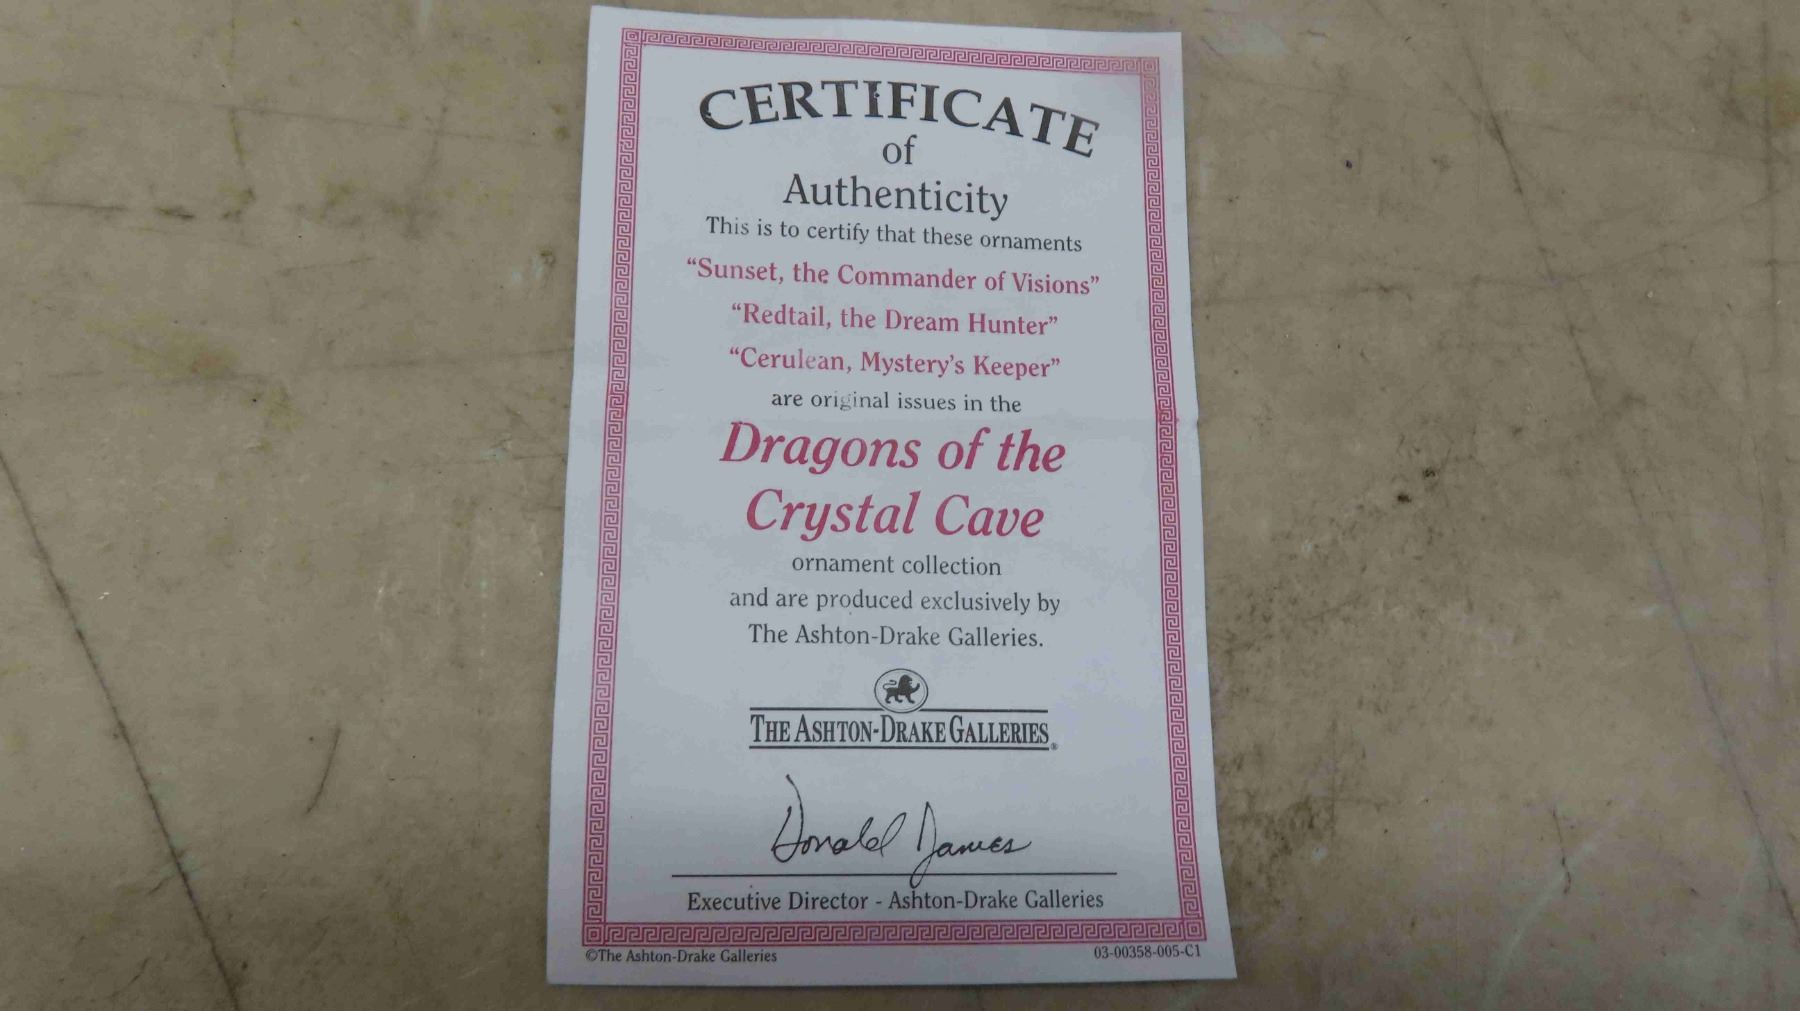 CERTIFICATE
of
Authenticity
This is to certify that these ornaments
“Sunset, the Commander of Visions”
“Redtail, the Dream Hunter”
“Cerulean, Mystery’s Keeper”
are original issues in the
Dragons of the
Crystal Cave
ornament collection
and are produced exclusively by
The Ashton-Drake Galleries.
THE ASHTON-DRAKE GALLERIES®
Donald James
Executive Director - Ashton-Drake Galleries
©The Ashton-Drake Galleries
03-00358-005-C1